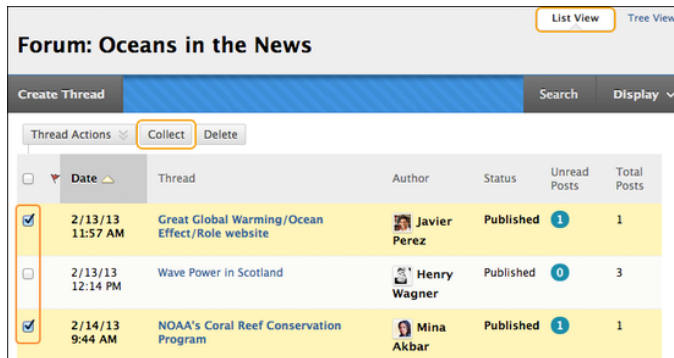 List View
Tree View
Forum: Oceans in the News
Create Thread
Search
Display
Thread Actions
Collect
Delete
Date
Thread
Author
Status
Unread
Posts
Total
Posts
2/13/13
11:57 AM
Great Global Warming/Ocean
Effect/Role website
Javier
Perez
Published
1
1
2/13/13
12:14 PM
Wave Power in Scotland
Henry
Wagner
Published
0
3
2/14/13
9:44 AM
NOAA's Coral Reef Conservation
Program
Mina
Akbar
Published
1
1